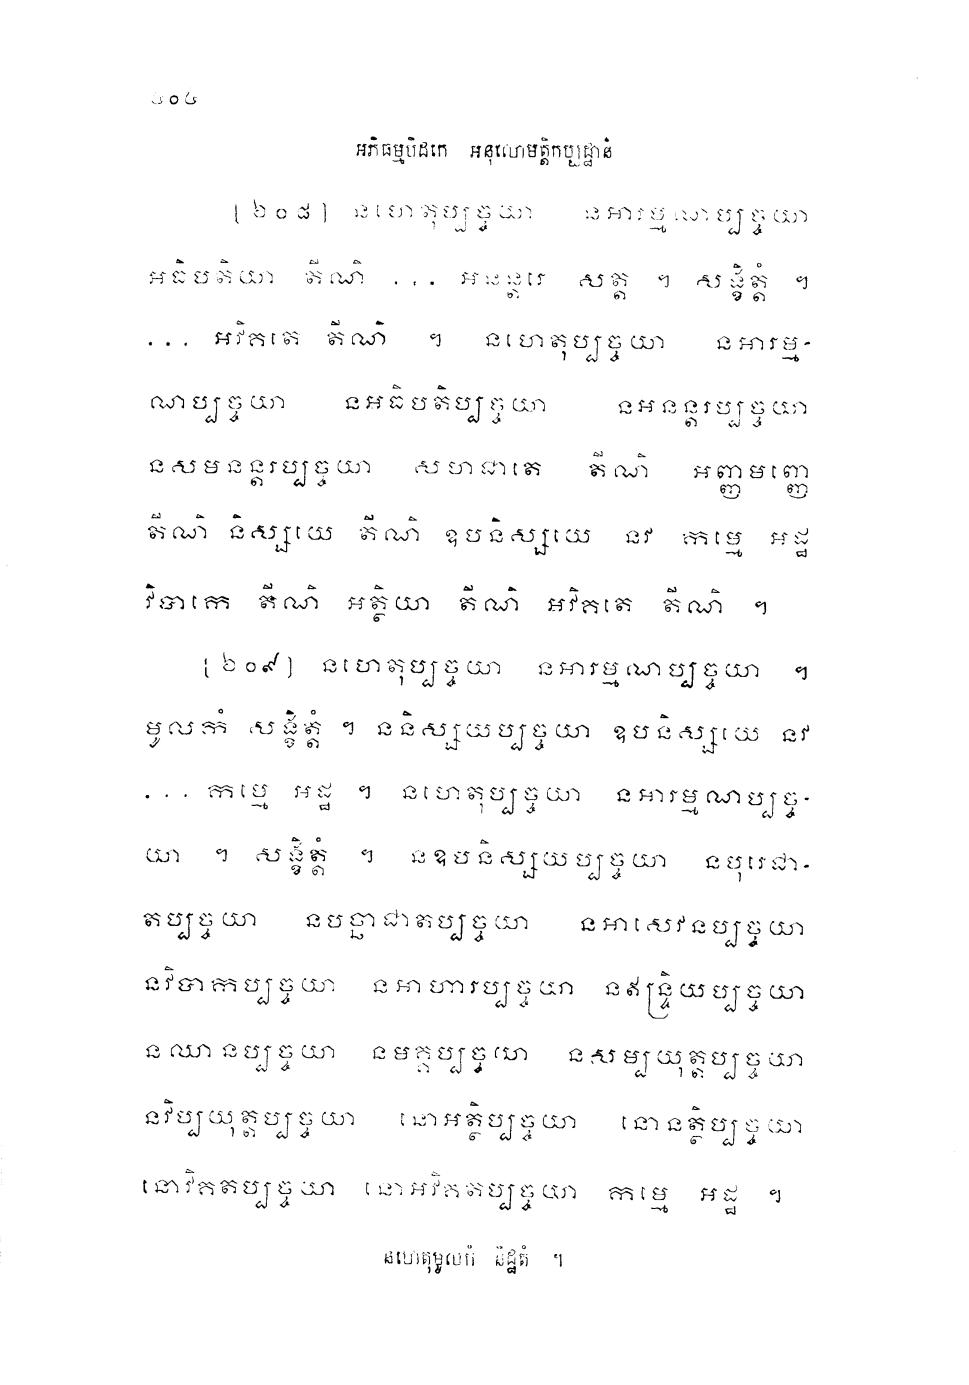 អភិធម្មបិដកេ អនុលោមត្តិកប្បដ្ឋានំ
[៦០៨] នហេតុប្បច្ចយា នអារម្មណប្បច្ចយា
អធិបតិយា តីណិ ... អនន្តរេ សត្ត ។ សង្ខិត្តំ ។
... អវិគតេ តីណិ ។ នហេតុប្បច្ចយា នអារម្ម-
ណប្បច្ចយា នអធិបតិប្បច្ចយា នអនន្តរប្បច្ចយា
នសមនន្តរប្បច្ចយា សហជាតេ តីណិ អញ្ញមញ្ញេ
តីណិ និស្សយេ តីណិ ឧបនិស្សយេ នវ កម្មេ អដ្ឋ
វិបាកេ តីណិ អត្ថិយា តីណិ អវិគតេ តីណិ ។
[៦០៩] នហេតុប្បច្ចយា នអារម្មណប្បច្ចយា ។
មូលកំ សង្ខិត្តំ ។ ននិស្សយប្បច្ចយា ឧបនិស្សយេ នវ
... កម្មេ អដ្ឋ ។ នហេតុប្បច្ចយា នអារម្មណប្បច្ច-
យា ។ សង្ខិត្តំ ។ នឧបនិស្សយប្បច្ចយា នបុរេជា-
តប្បច្ចយា នបច្ឆាជាតប្បច្ចយា នអាសេវនប្បច្ចយា
នវិបាកប្បច្ចយា នអាហារប្បច្ចយា នឥន្ទ្រិយប្បច្ចយា
នឈានប្បច្ចយា នមគ្គប្បច្ចយា នសម្បយុត្តប្បច្ចយា
នវិប្បយុត្តប្បច្ចយា នោអត្ថិប្បច្ចយា នោនត្ថិប្បច្ចយា
នោវិគតប្បច្ចយា នោអវិគតប្បច្ចយា កម្មេ អដ្ឋ ។
នហេតុមូលកំ និដ្ឋិតំ ។